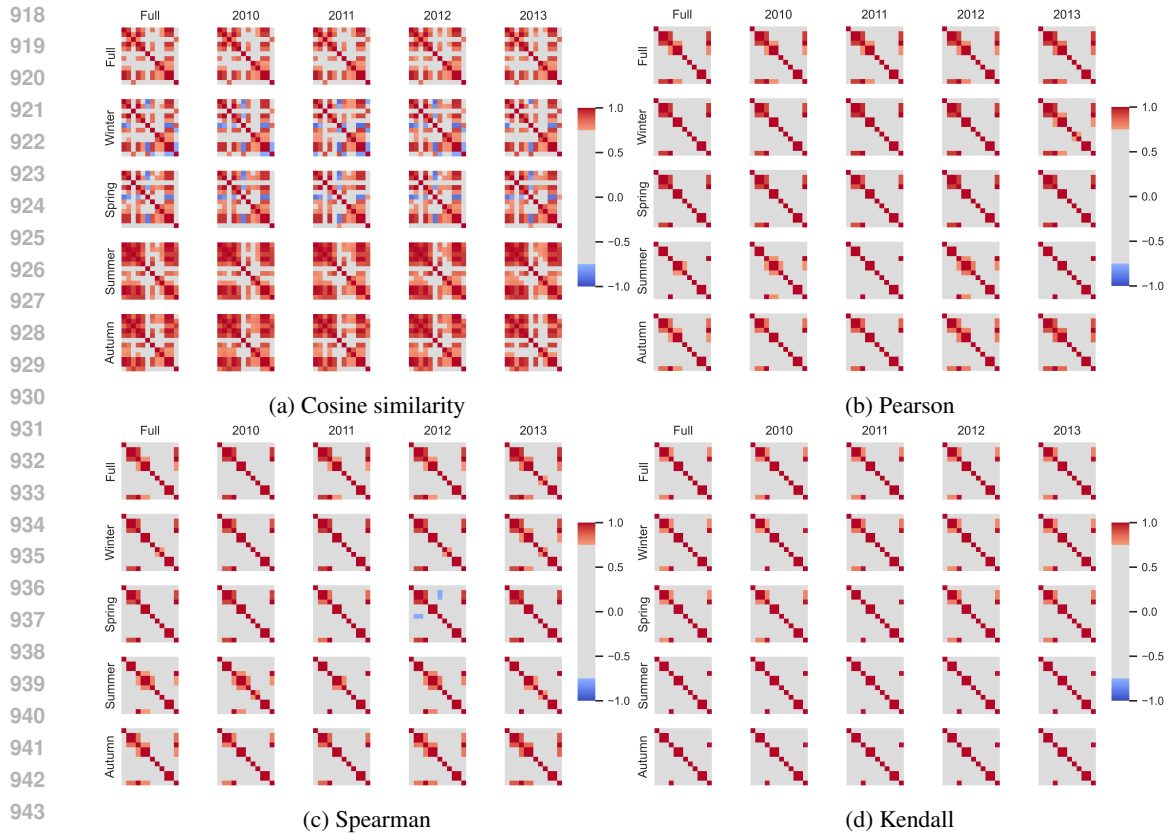 918
919
920
921
922
923
924
925
926
927
928
929
930
931
932
933
934
935
936
937
938
939
940
941
942
943
Full 2010 2011 2012 2013
Full
Winter
Spring
Summer
Autumn
1.0
0.5
0.0
−0.5
−1.0
(a) Cosine similarity
Full 2010 2011 2012 2013
Full
Winter
Spring
Summer
Autumn
1.0
0.5
0.0
−0.5
−1.0
(b) Pearson
Full 2010 2011 2012 2013
Full
Winter
Spring
Summer
Autumn
1.0
0.5
0.0
−0.5
−1.0
(c) Spearman
Full 2010 2011 2012 2013
Full
Winter
Spring
Summer
Autumn
1.0
0.5
0.0
−0.5
−1.0
(d) Kendall